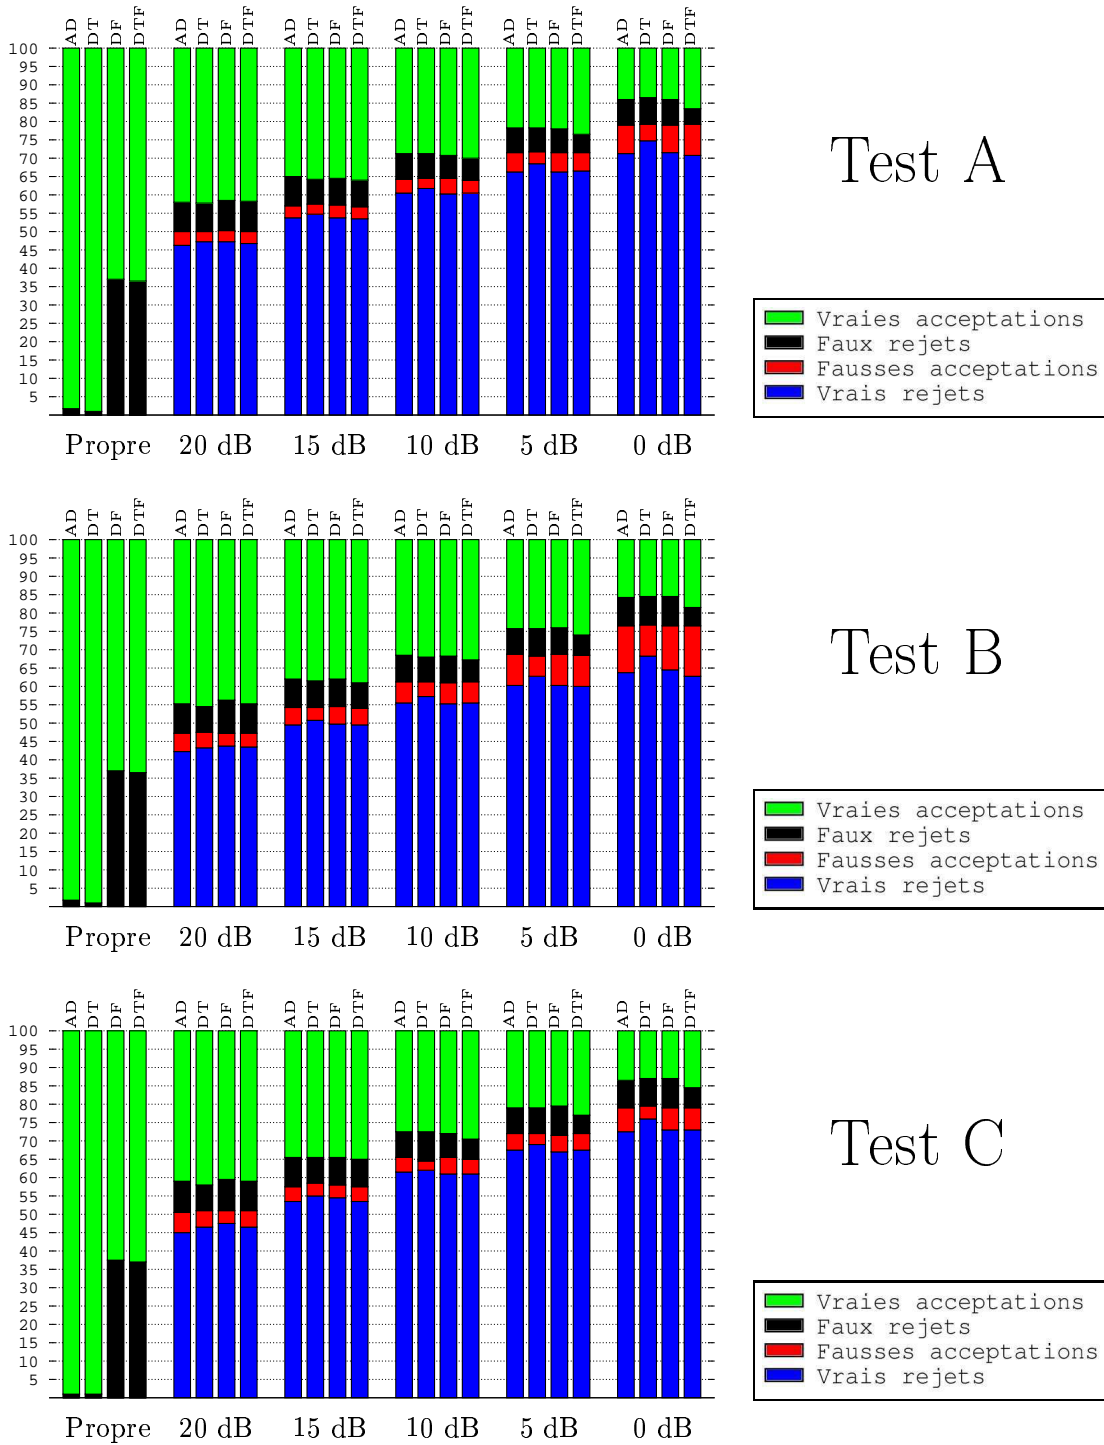 AD DT DF DTF AD DT DF DTF AD DT DF DTF AD DT DF DTF AD DT DF DTF AD DT DF DTF
100
95
90
85
80
75
70
65
60
55
50
45
40
35
30
25
20
15
10
5
Propre 20 dB 15 dB 10 dB 5 dB 0 dB
Test A
Vraies acceptations
Faux rejets
Fausses acceptations
Vrais rejets
AD DT DF DTF AD DT DF DTF AD DT DF DTF AD DT DF DTF AD DT DF DTF AD DT DF DTF
100
95
90
85
80
75
70
65
60
55
50
45
40
35
30
25
20
15
10
5
Propre 20 dB 15 dB 10 dB 5 dB 0 dB
Test B
Vraies acceptations
Faux rejets
Fausses acceptations
Vrais rejets
AD DT DF DTF AD DT DF DTF AD DT DF DTF AD DT DF DTF AD DT DF DTF AD DT DF DTF
100
95
90
85
80
75
70
65
60
55
50
45
40
35
30
25
20
15
10
5
Propre 20 dB 15 dB 10 dB 5 dB 0 dB
Test C
Vraies acceptations
Faux rejets
Fausses acceptations
Vrais rejets